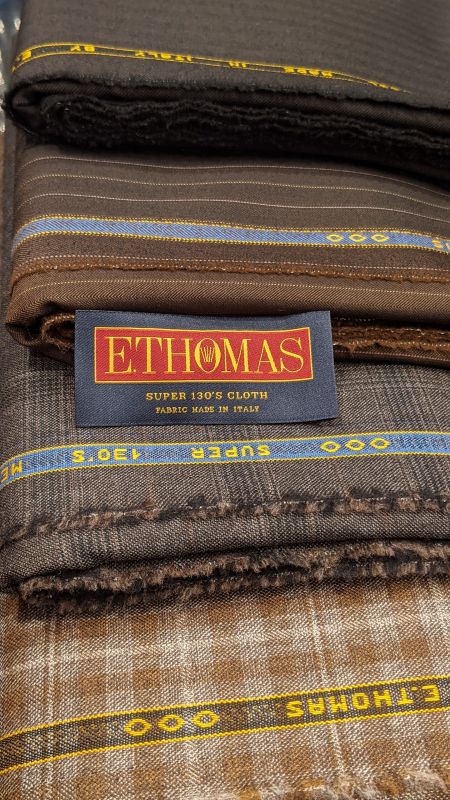 MADE IN ITALY BY
E.THOMAS
SUPER 130'S CLOTH
FABRIC MADE IN ITALY
SUPER 130'S
E.THOMAS